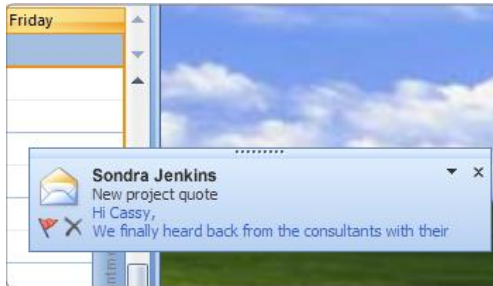 Friday
Sondra Jenkins
New project quote
Hi Cassy,
We finally heard back from the consultants with their